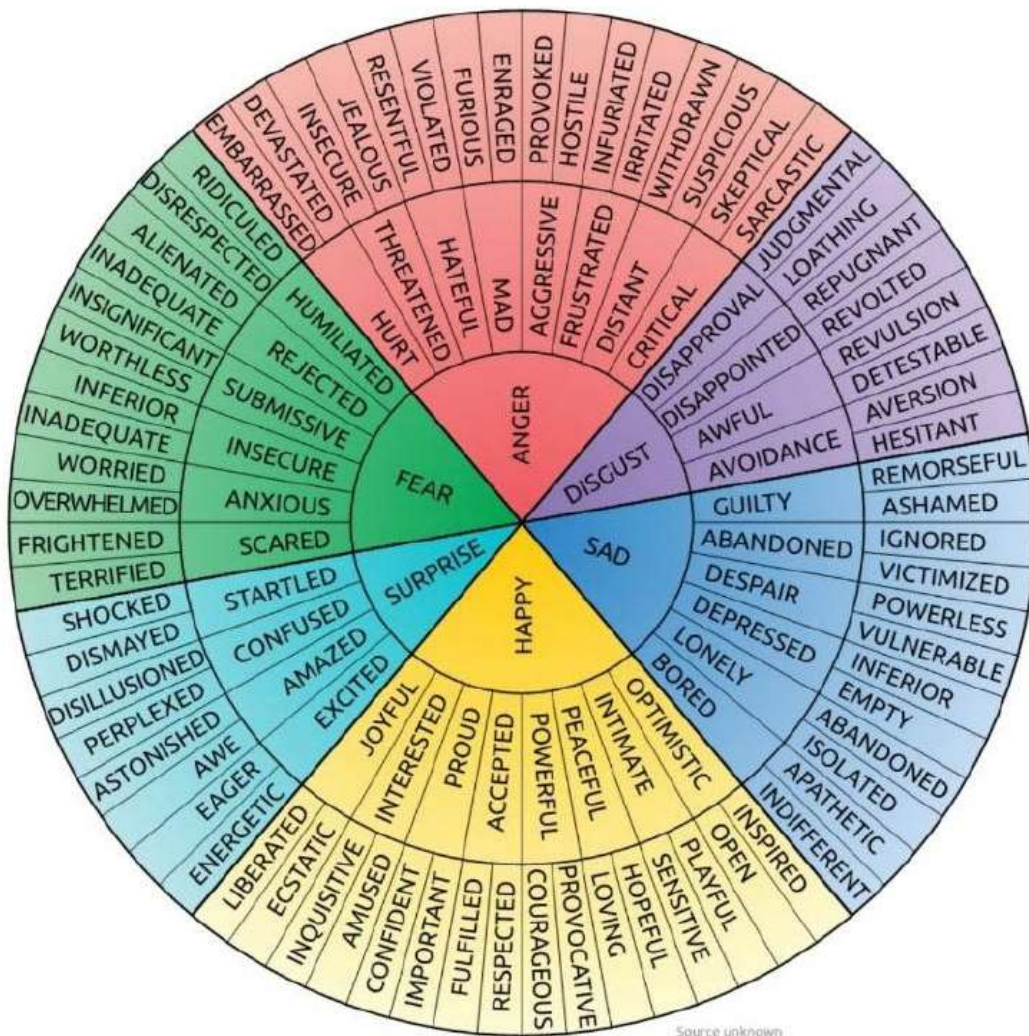 ANGER
HURT
THREATENED
HATEFUL
MAD
AGGRESSIVE
FRUSTRATED
DISTANT
CRITICAL
EMBARRASSED
DEVASTATED
INSECURE
JEALOUS
RESENTFUL
VIOLATED
FURIOUS
ENRAGED
PROVOKED
HOSTILE
INFURIATED
IRRITATED
WITHDRAWN
SUSPICIOUS
SKEPTICAL
SARCASTIC
DISGUST
DISAPPROVAL
DISAPPOINTED
AWFUL
AVOIDANCE
JUDGMENTAL
LOATHING
REPUGNANT
REVOLTED
REVULSION
DETESTABLE
AVERSION
HESITANT
SAD
GUILTY
ABANDONED
DESPAIR
DEPRESSED
LONELY
BORED
REMORSEFUL
ASHAMED
IGNORED
VICTIMIZED
POWERLESS
VULNERABLE
INFERIOR
EMPTY
ABANDONED
ISOLATED
APATHETIC
INDIFFERENT
HAPPY
OPTIMISTIC
INTIMATE
PEACEFUL
POWERFUL
ACCEPTED
PROUD
INTERESTED
JOYFUL
INSPIRED
OPEN
PLAYFUL
SENSITIVE
HOPEFUL
LOVING
PROVOCATIVE
COURAGEOUS
RESPECTED
FULFILLED
IMPORTANT
CONFIDENT
AMUSED
INQUISITIVE
ECSTATIC
LIBERATED
SURPRISE
EXCITED
AMAZED
CONFUSED
STARTLED
ENERGETIC
EAGER
AWE
ASTONISHED
PERPLEXED
DISILLUSIONED
DISMAYED
SHOCKED
FEAR
SCARED
ANXIOUS
INSECURE
SUBMISSIVE
REJECTED
HUMILIATED
TERRIFIED
FRIGHTENED
OVERWHELMED
WORRIED
INADEQUATE
INFERIOR
WORTHLESS
INSIGNIFICANT
INADEQUATE
ALIENATED
DISRESPECTED
RIDICULED
Source unknown